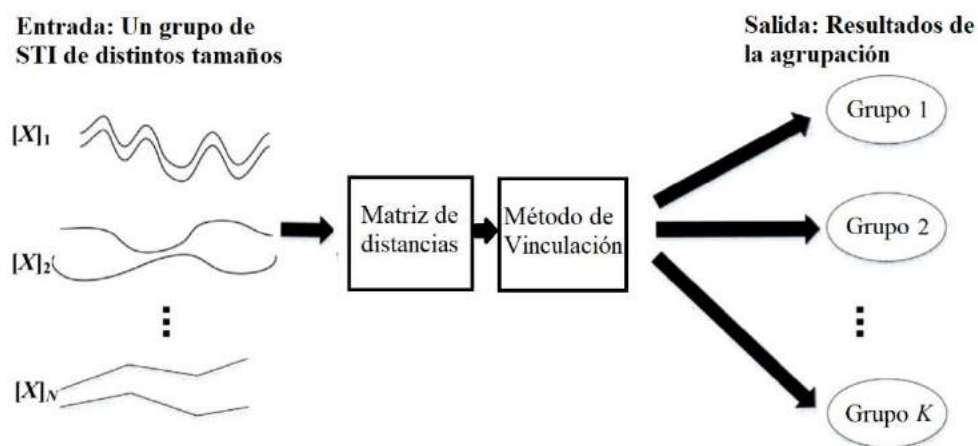 Entrada: Un grupo de
STI de distintos tamaños
Salida: Resultados de
la agrupación
[X]1
[X]2
[X]N
Matriz de
distancias
Método de
Vinculación
Grupo 1
Grupo 2
Grupo K